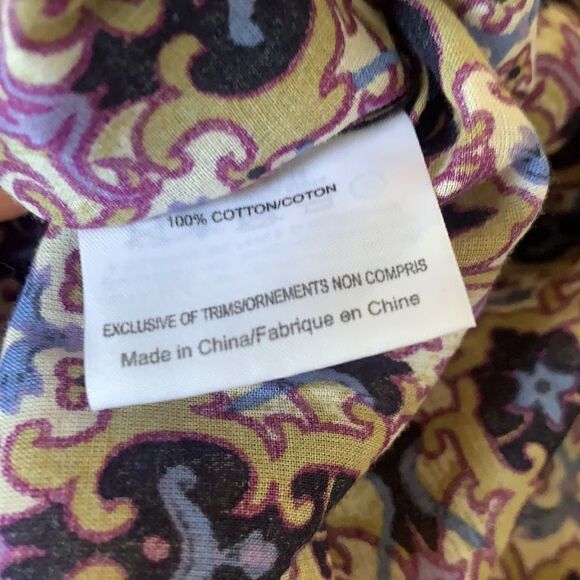 100% COTTON/COTON
EXCLUSIVE OF TRIMS/ORNEMENTS NON COMPRIS
Made in China/Fabrique en Chine